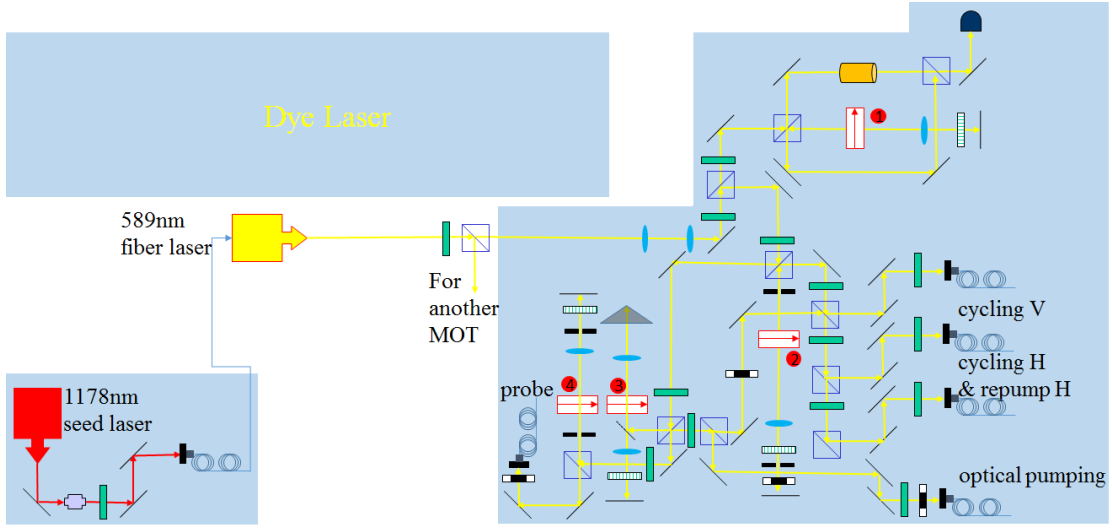 Dye Laser
1
589nm
fiber laser
For
another
MOT
2
cycling V
cycling H
& repump H
probe
4
3
1178nm
seed laser
optical pumping